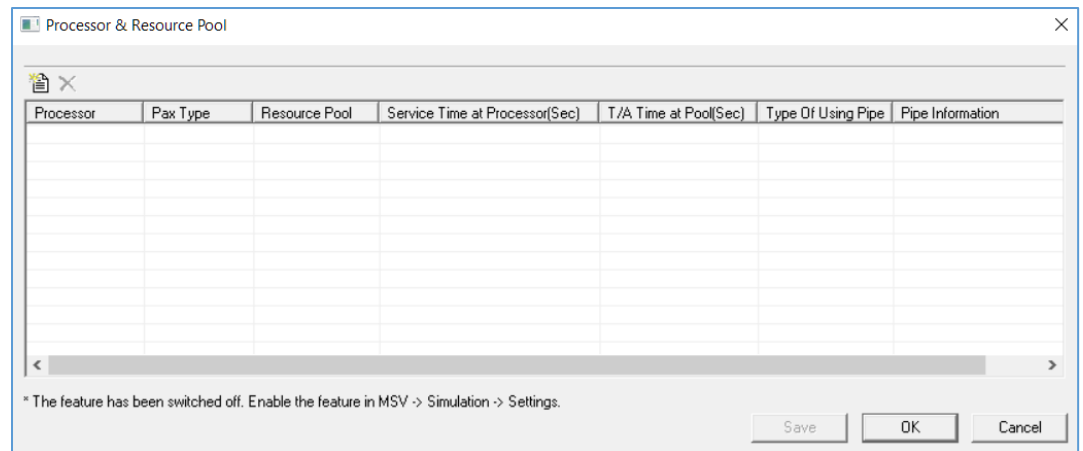 Processor & Resource Pool
Processor Pax Type Resource Pool Service Time at Processor(Sec) T/A Time at Pool(Sec) Type Of Using Pipe Pipe Information
* The feature has been switched off. Enable the feature in MSV -> Simulation -> Settings.
Save OK Cancel